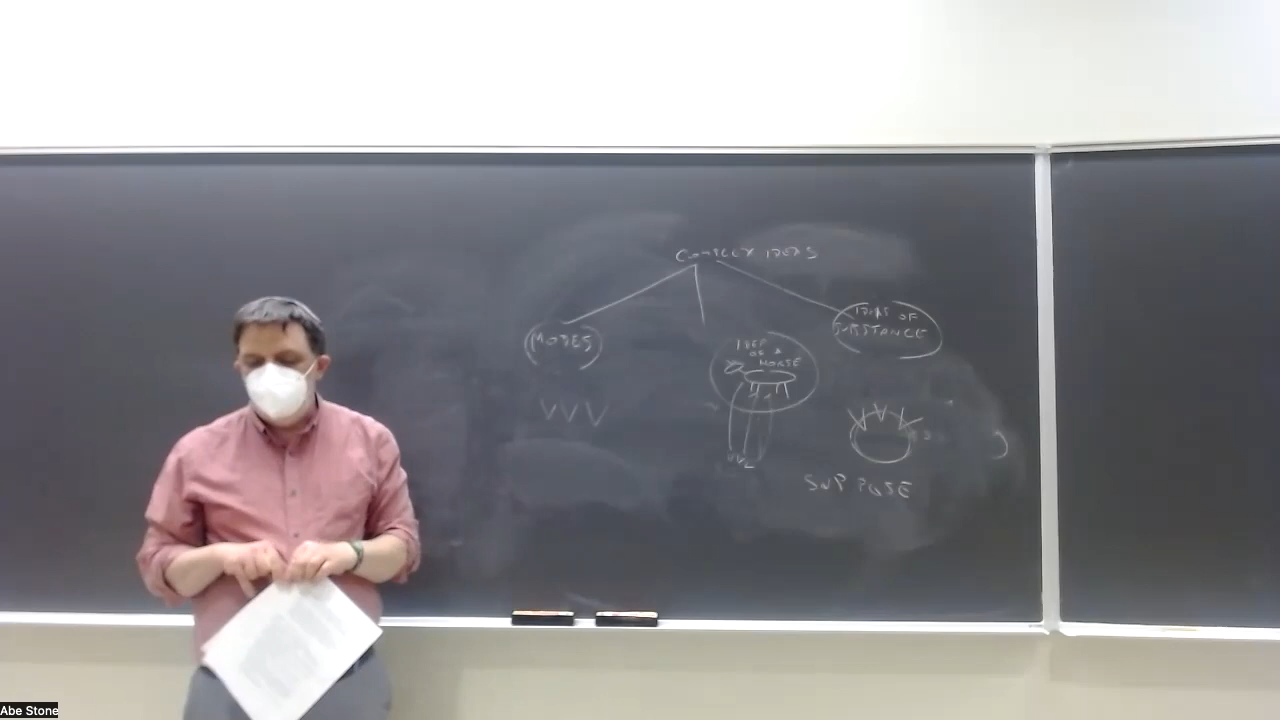 COMPLEX IDEAS
MODES
IDEA
OF A
HORSE
IDEAS OF
SUBSTANCE
SUPPOSE
Abe Stone